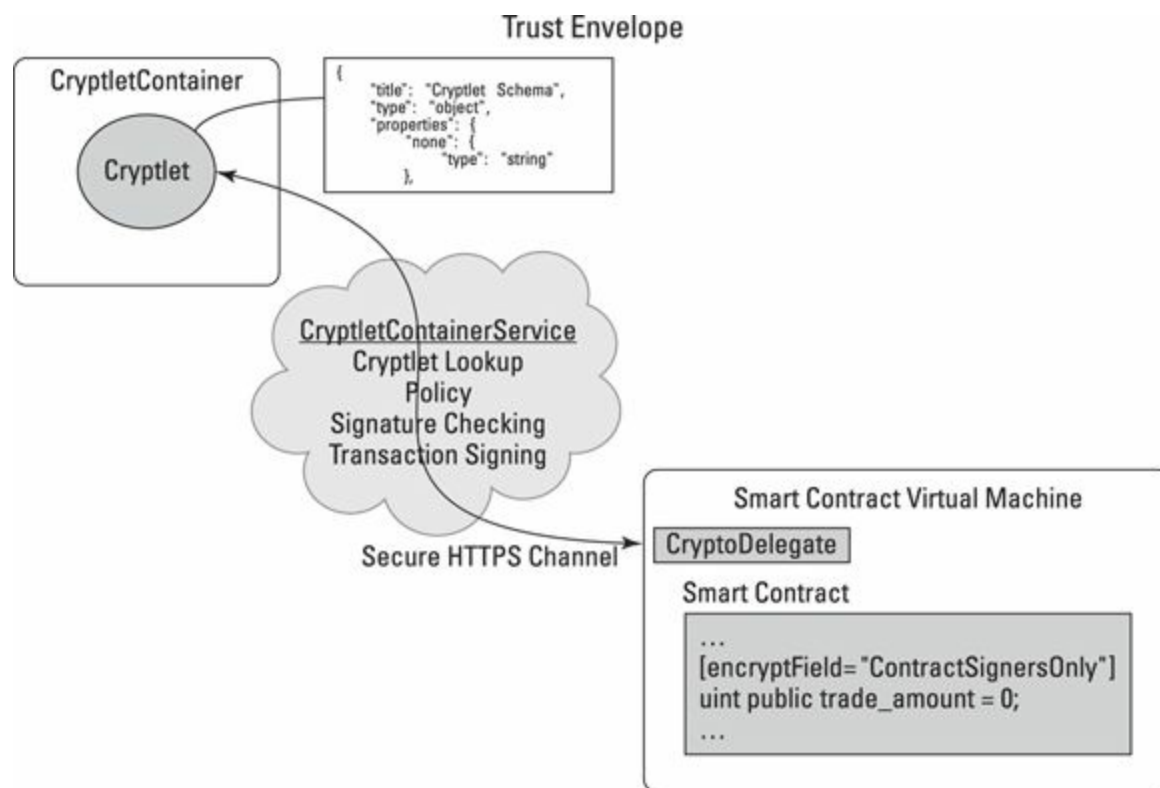 Trust Envelope
CryptletContainer
Cryptlet
{
"title": "Cryptlet Schema",
"type": "object",
"properties": {
"none": {
"type": "string"
},
CryptletContainerService
Cryptlet Lookup
Policy
Signature Checking
Transaction Signing
Secure HTTPS Channel
Smart Contract Virtual Machine
CryptoDelegate
Smart Contract
...
[encryptField="ContractSignersOnly"]
uint public trade_amount = 0;
...